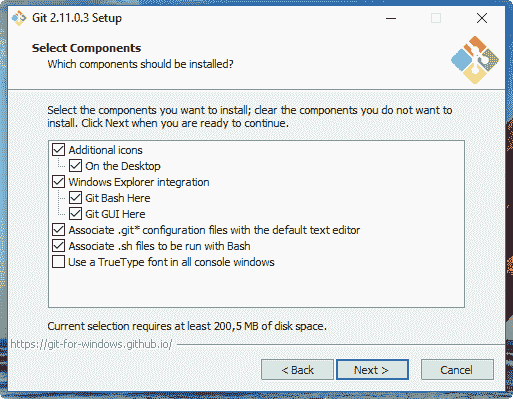 Git 2.11.0.3 Setup
Select Components
Which components should be installed?
Select the components you want to install; clear the components you do not want to
install. Click Next when you are ready to continue.
Additional icons
On the Desktop
Windows Explorer integration
Git Bash Here
Git GUI Here
Associate .git* configuration files with the default text editor
Associate .sh files to be run with Bash
Use a TrueType font in all console windows
Current selection requires at least 200,5 MB of disk space.
https://git-for-windows.github.io/
< Back Next > Cancel